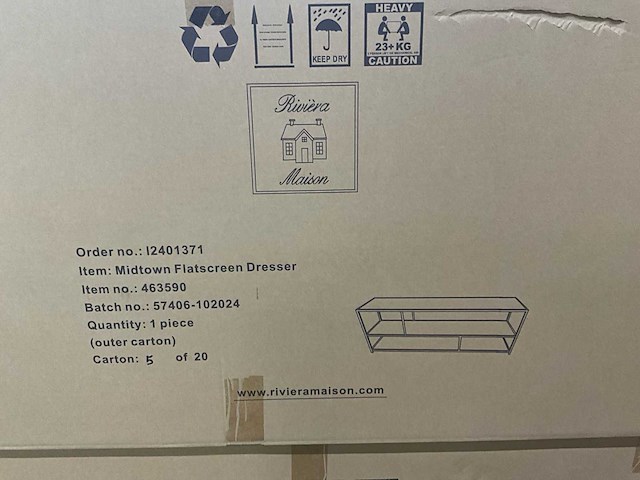 KEEP DRY
HEAVY
23+KG
CAUTION
Rivièra
Maison
Order no.: I2401371
Item: Midtown Flatscreen Dresser
Item no.: 463590
Batch no.: 57406-102024
Quantity: 1 piece
(outer carton)
Carton: 5 of 20
www.rivieramaison.com